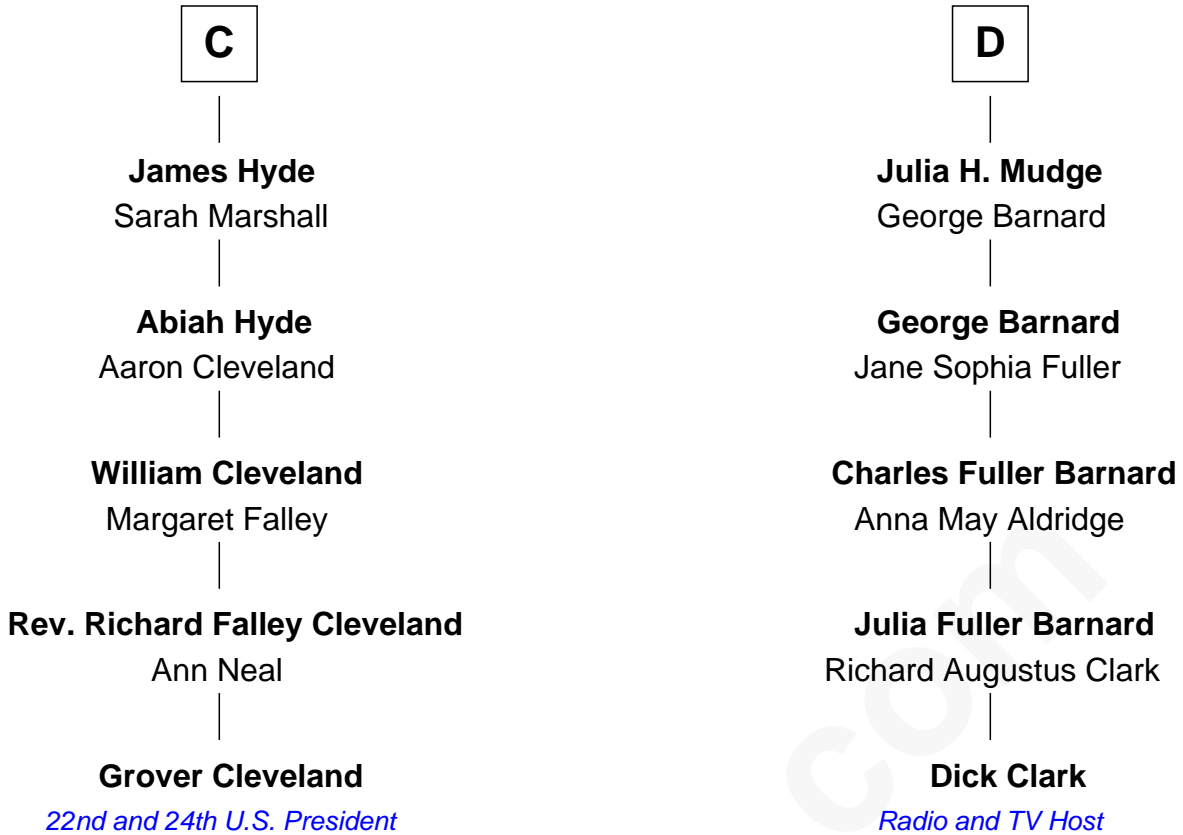 C
James Hyde
Sarah Marshall
Abiah Hyde
Aaron Cleveland
William Cleveland
Margaret Falley
Rev. Richard Falley Cleveland
Ann Neal
Grover Cleveland
22nd and 24th U.S. President
D
Julia H. Mudge
George Barnard
George Barnard
Jane Sophia Fuller
Charles Fuller Barnard
Anna May Aldridge
Julia Fuller Barnard
Richard Augustus Clark
Dick Clark
Radio and TV Host
com